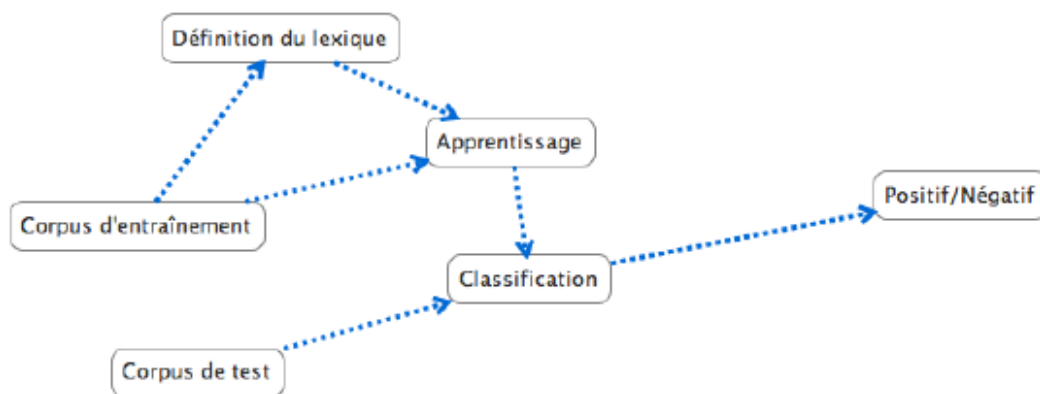 Définition du lexique
Apprentissage
Positif/Négatif
Corpus d'entraînement
Classification
Corpus de test